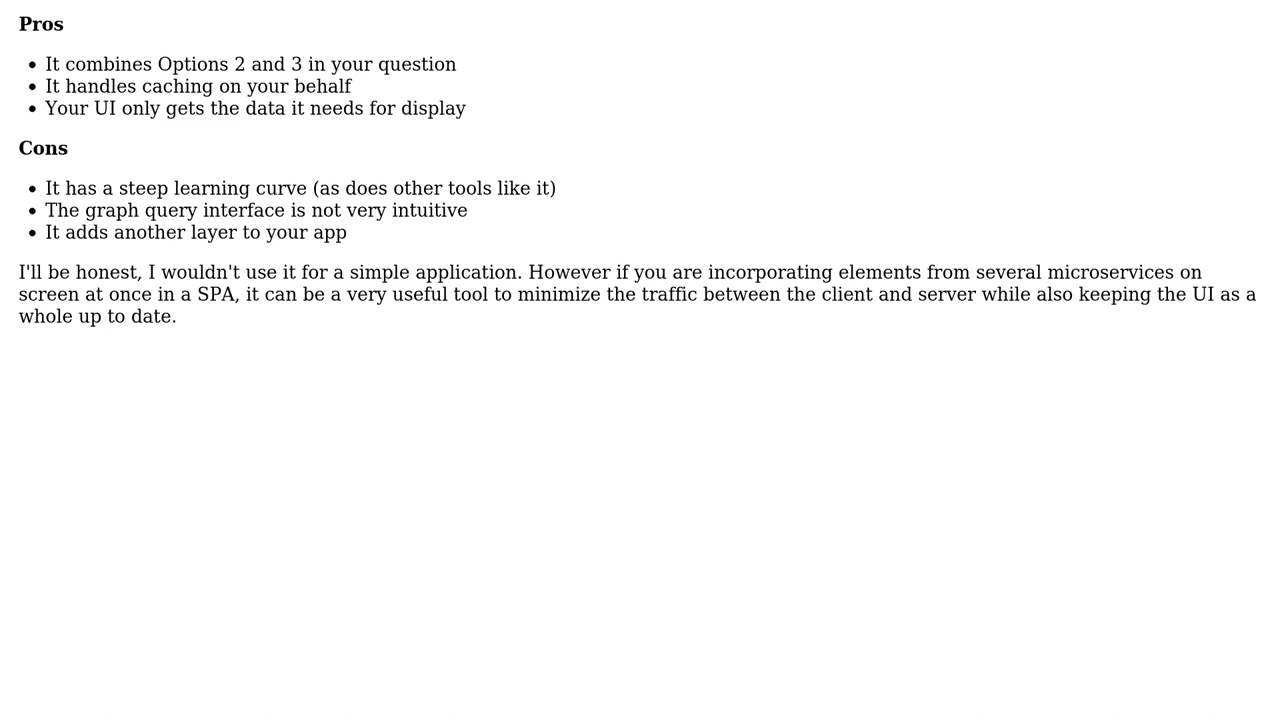 Pros
• It combines Options 2 and 3 in your question
• It handles caching on your behalf
• Your UI only gets the data it needs for display
Cons
• It has a steep learning curve (as does other tools like it)
• The graph query interface is not very intuitive
• It adds another layer to your app
I'll be honest, I wouldn't use it for a simple application. However if you are incorporating elements from several microservices on
screen at once in a SPA, it can be a very useful tool to minimize the traffic between the client and server while also keeping the UI as a
whole up to date.